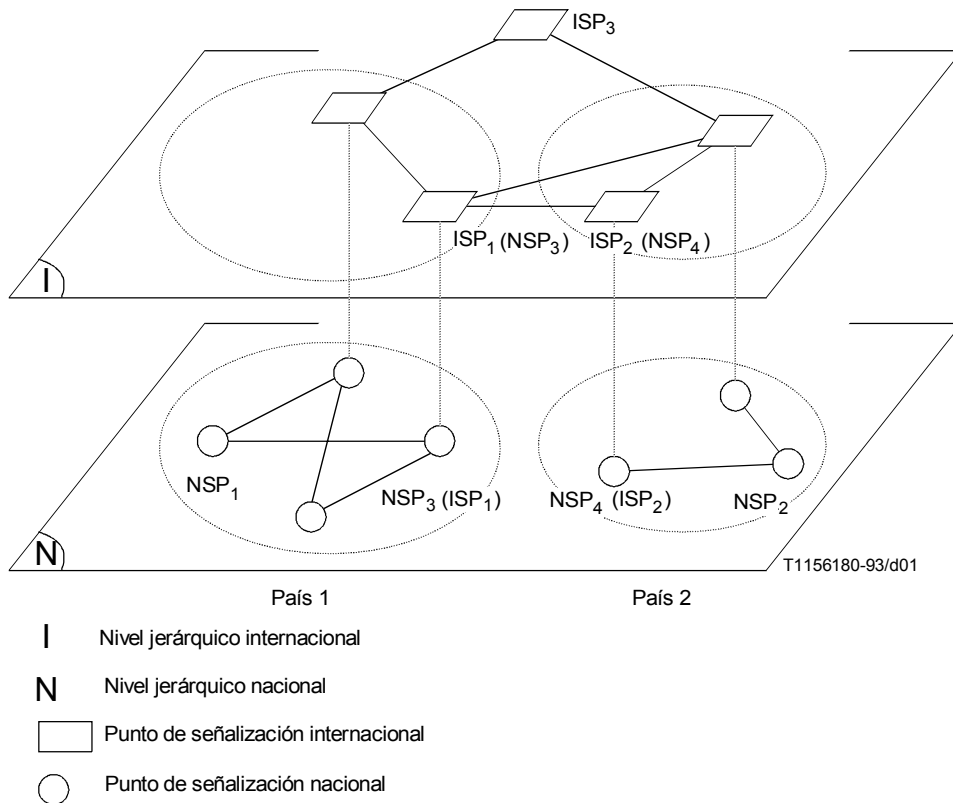 ISP3
ISP1 (NSP3)
ISP2 (NSP4)
I
NSP1
NSP3 (ISP1)
NSP4 (ISP2)
NSP2
N
T1156180-93/d01
País 1
País 2
I Nivel jerárquico internacional
N Nivel jerárquico nacional
Punto de señalización internacional
Punto de señalización nacional